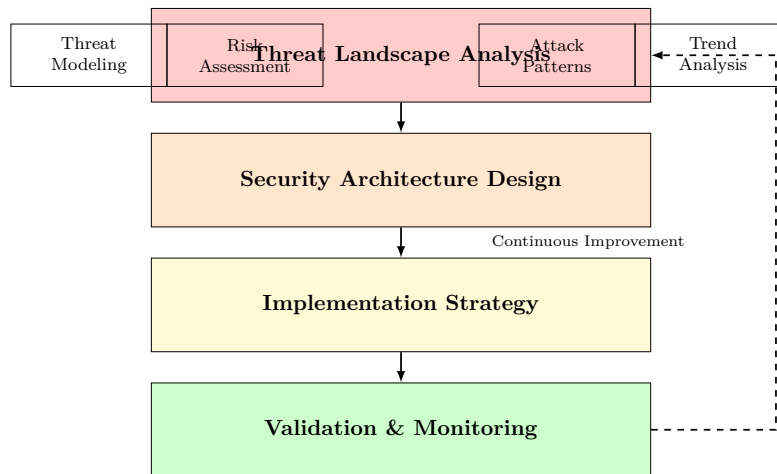 Threat
Modeling
Risk
Assessment
Threat Landscape Analysis
Attack
Patterns
Trend
Analysis
Security Architecture Design
Continuous Improvement
Implementation Strategy
Validation & Monitoring